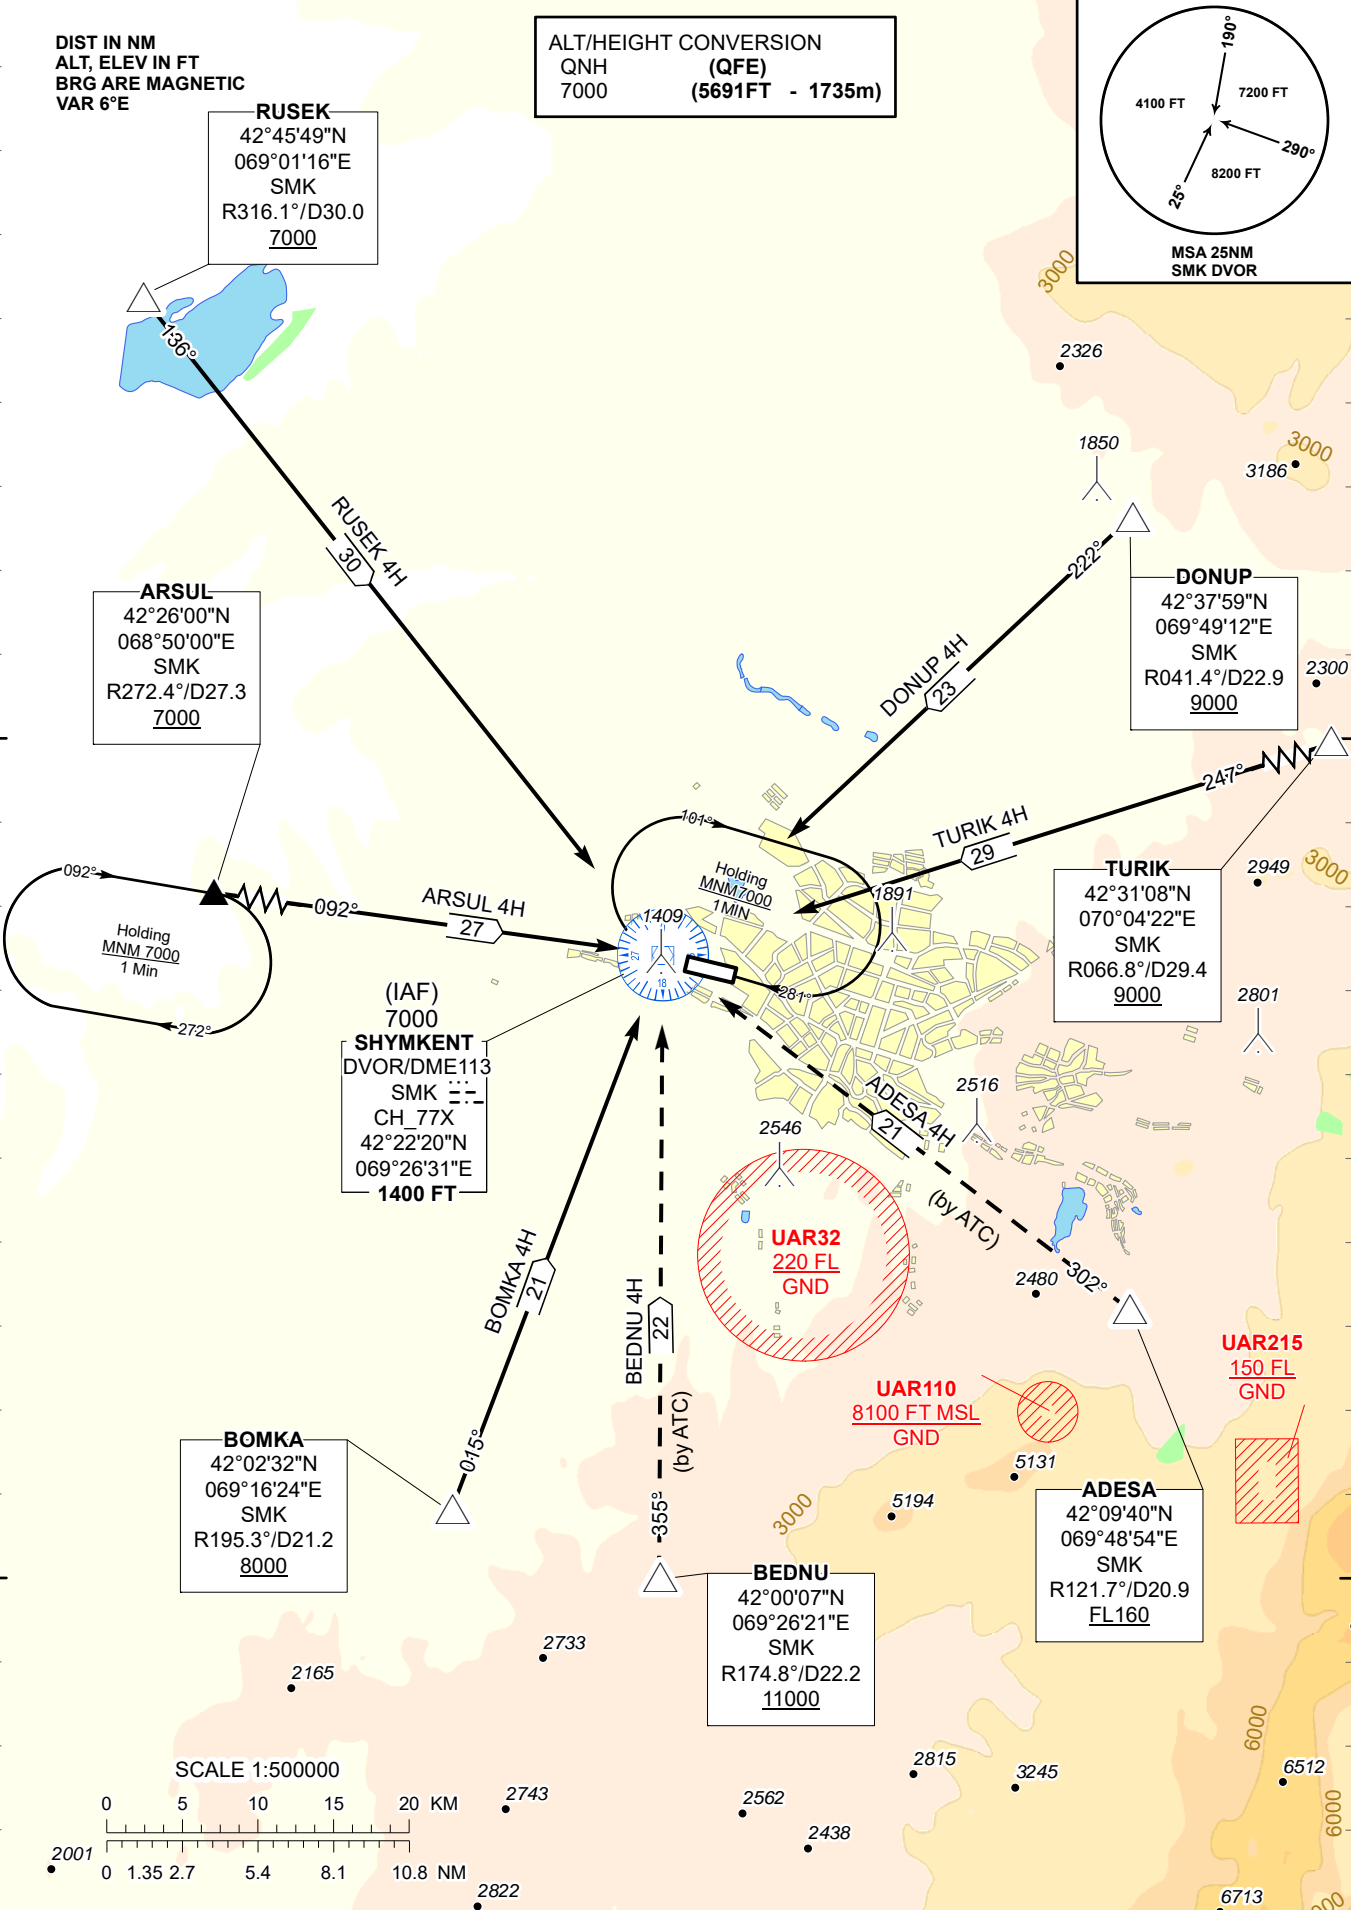 DIST IN NM
ALT, ELEV IN FT
BRG ARE MAGNETIC
VAR 6°E
ALT/HEIGHT CONVERSION
QNH (QFE)
7000 (5691FT - 1735m)
190°
4100 FT
7200 FT
290°
8200 FT
25°
MSA 25NM
SMK DVOR
RUSEK
42°45'49"N
069°01'16"E
SMK
R316.1°/D30.0
7000
136°
RUSEK 4H
30
3000
2326
1850
3000
3186
222°
DONUP 4H
23
DONUP
42°37'59"N
069°49'12"E
SMK
R041.4°/D22.9
9000
2300
ARSUL
42°26'00"N
068°50'00"E
SMK
R272.4°/D27.3
7000
247°
TURIK 4H
29
TURIK
42°31'08"N
070°04'22"E
SMK
R066.8°/D29.4
9000
2949
3000
2801
101°
Holding
MNM 7000
1 MIN
281°
1891
1409
27
18
092°
Holding
MNM 7000
1 Min
272°
092°
ARSUL 4H
27
(IAF)
7000
SHYMKENT
DVOR/DME113
SMK
CH_77X
42°22'20"N
069°26'31"E
1400 FT
2516
2546
ADESA 4H
21
(by ATC)
302°
2480
UAR32
220 FL
GND
BOMKA 4H
21
015°
BEDNU 4H
22
(by ATC)
355°
UAR215
150 FL
GND
UAR110
8100 FT MSL
GND
5131
5194
3000
BOMKA
42°02'32"N
069°16'24"E
SMK
R195.3°/D21.2
8000
ADESA
42°09'40"N
069°48'54"E
SMK
R121.7°/D20.9
FL160
BEDNU
42°00'07"N
069°26'21"E
SMK
R174.8°/D22.2
11000
2733
2165
6000
2815
3245
6512
6000
2743
2562
2438
2001
2822
6713
SCALE 1:500000
0 5 10 15 20 KM
0 1.35 2.7 5.4 8.1 10.8 NM